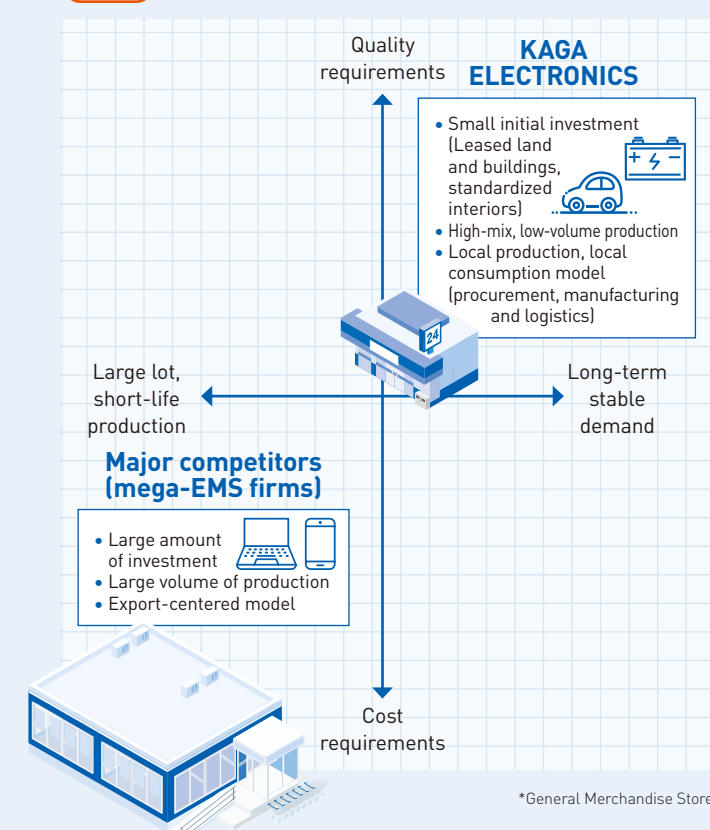 Quality
requirements
KAGA
ELECTRONICS
• Small initial investment
(Leased land
and buildings,
standardized
interiors)
• High-mix, low-volume production
• Local production, local
consumption model
(procurement, manufacturing
and logistics)
24
Large lot,
short-life
production
Long-term
stable
demand
Major competitors
(mega-EMS firms)
• Large amount
of investment
• Large volume of production
• Export-centered model
Cost
requirements
*General Merchandise Store